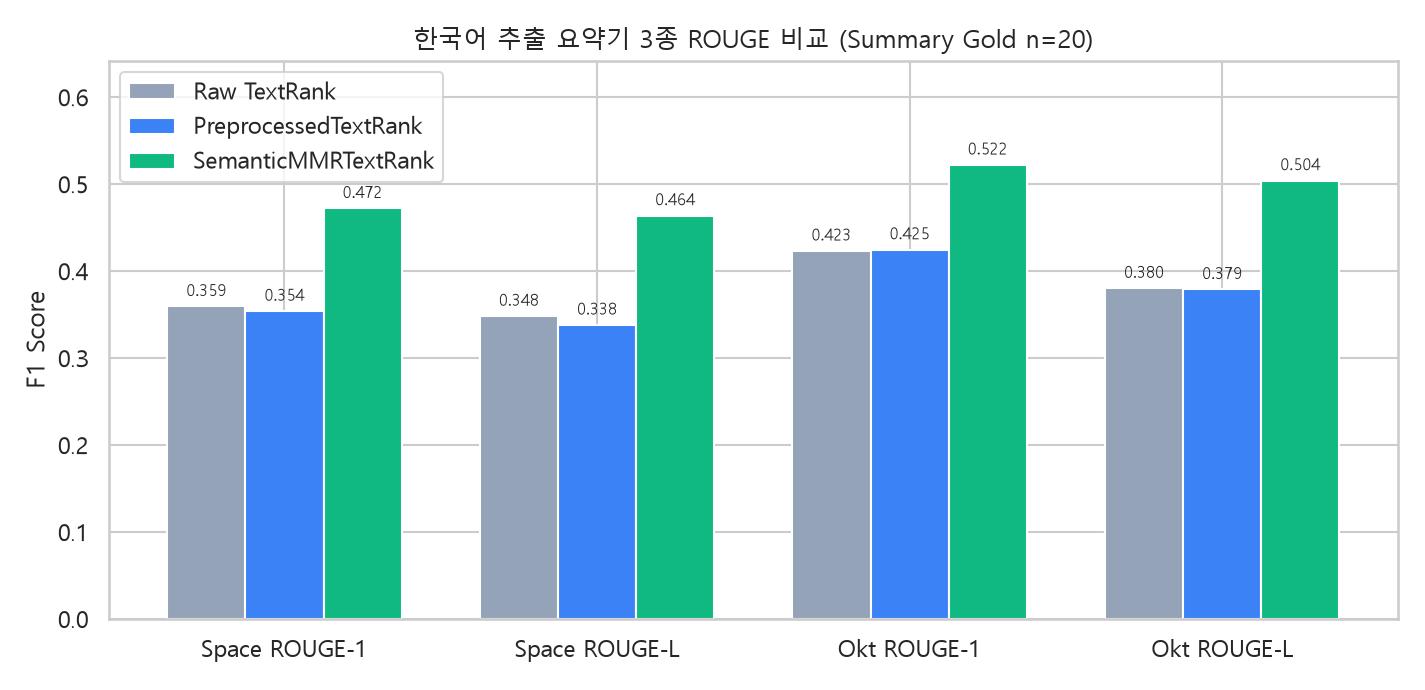 한국어 추출 요약기 3종 ROUGE 비교 (Summary Gold n=20)
Raw TextRank
PreprocessedTextRank
SemanticMMRTextRank
F1 Score
0.6
0.5
0.4
0.3
0.2
0.1
0.0
0.359
0.354
0.472
0.348
0.338
0.464
0.423
0.425
0.522
0.380
0.379
0.504
Space ROUGE-1
Space ROUGE-L
Okt ROUGE-1
Okt ROUGE-L